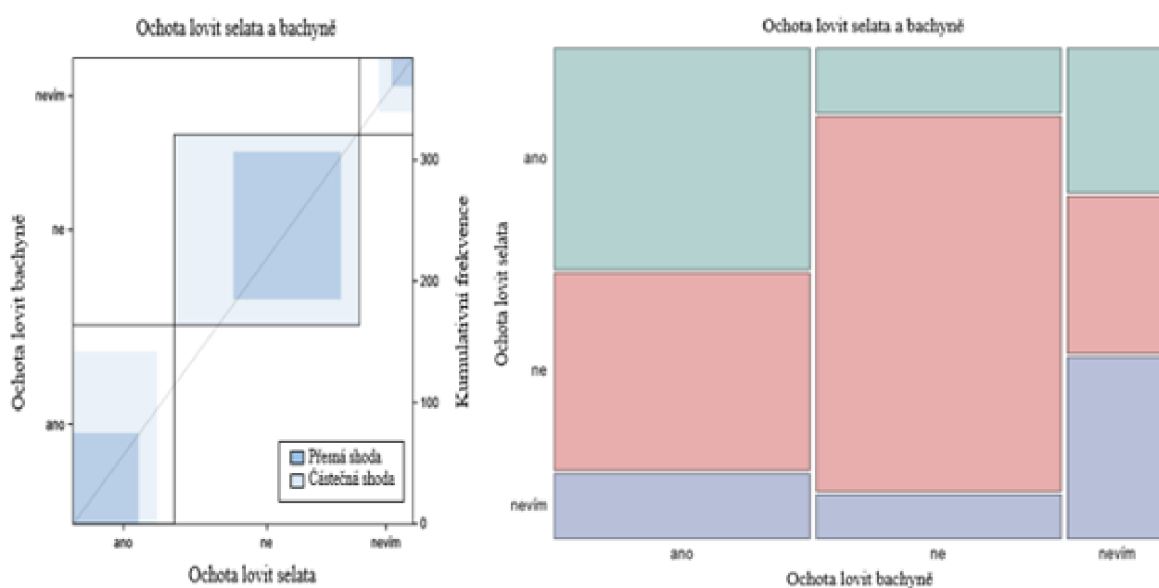 Ochota lovit selata a bachyně
nevím
ne
ano
Ochota lovit bachyně
300
200
100
0
Kumulativní frekvence
Přesná shoda
Částečná shoda
ano
ne
nevím
Ochota lovit selata
Ochota lovit selata a bachyně
ano
ne
nevím
Ochota lovit selata
ano
ne
nevím
Ochota lovit bachyně